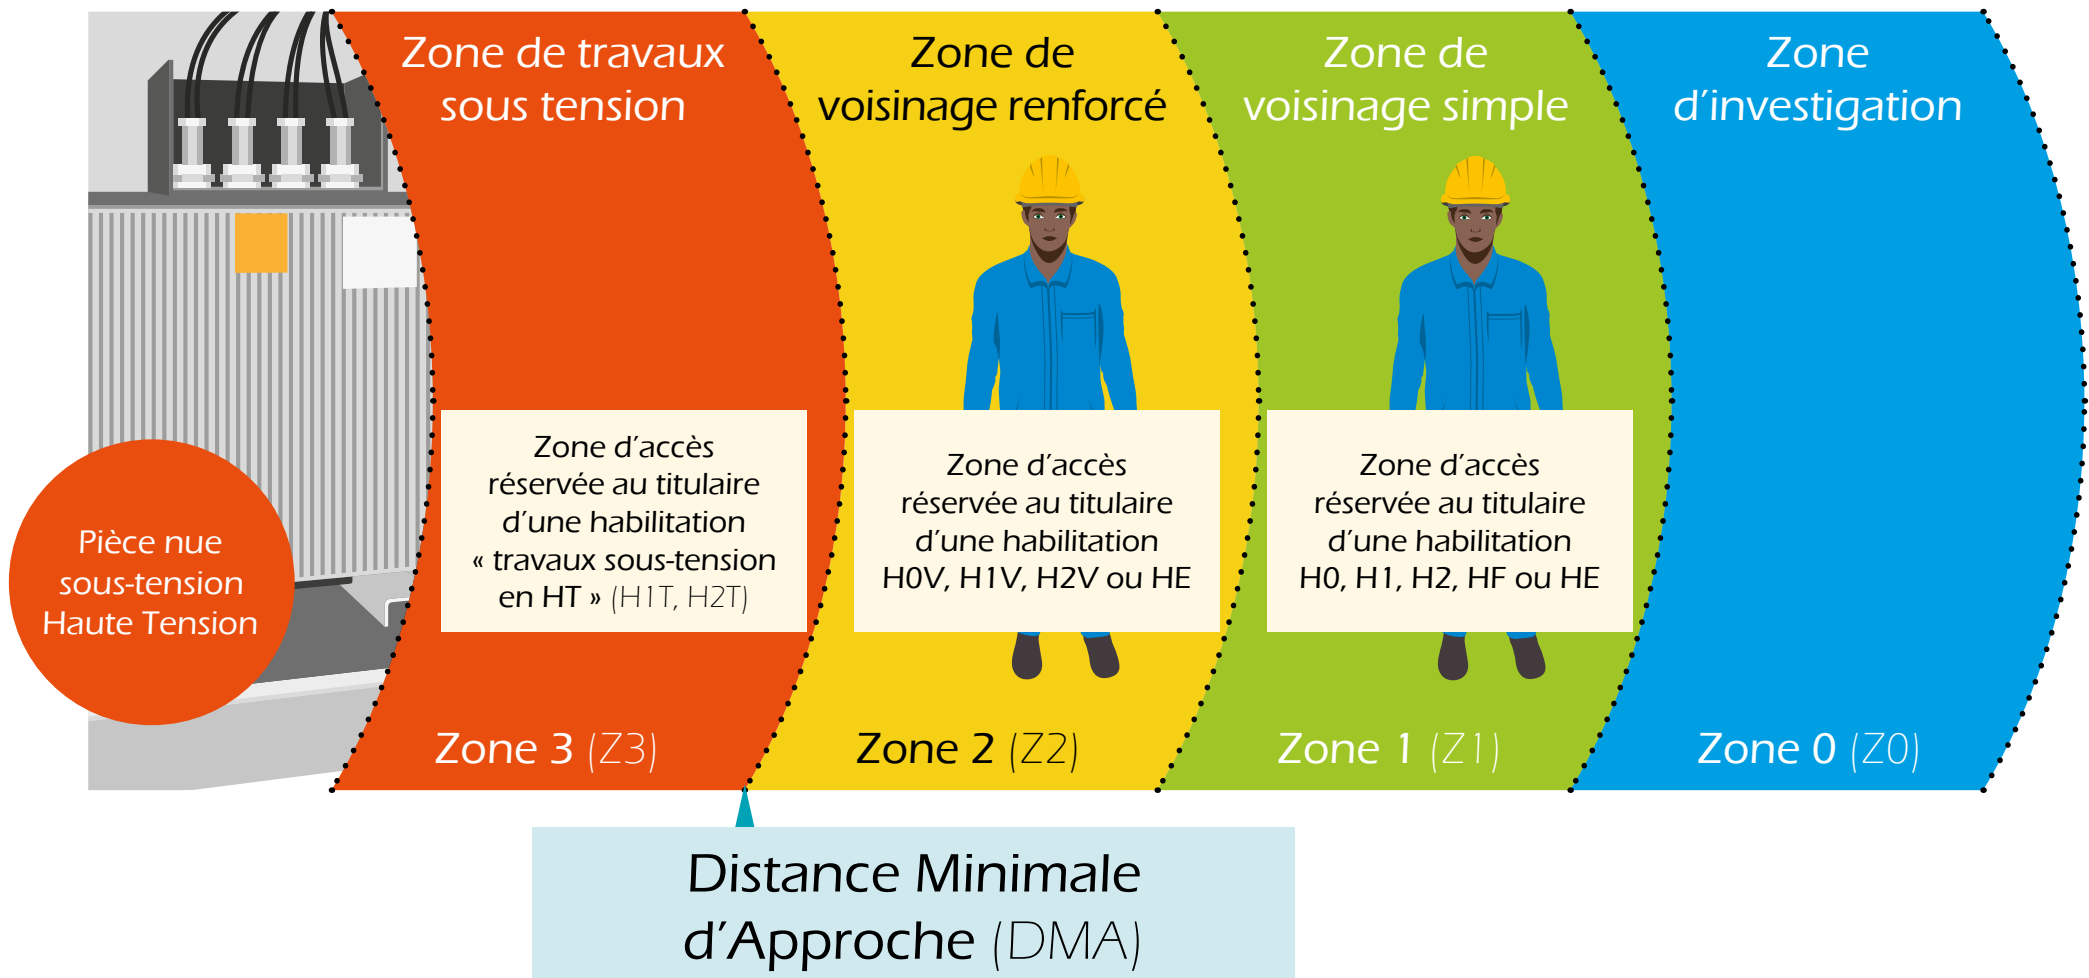 Zone de travaux
sous tension
Zone de
voisinage renforcé
Zone de
voisinage simple
Zone
d'investigation
Pièce nue
sous-tension
Haute Tension
Zone d'accès
réservée au titulaire
d'une habilitation
« travaux sous-tension
en HT » (H1T, H2T)
Zone d'accès
réservée au titulaire
d'une habilitation
H0V, H1V, H2V ou HE
Zone d'accès
réservée au titulaire
d'une habilitation
H0, H1, H2, HF ou HE
Zone 3 (Z3)
Zone 2 (Z2)
Zone 1 (Z1)
Zone 0 (Z0)
Distance Minimale
d'Approche (DMA)